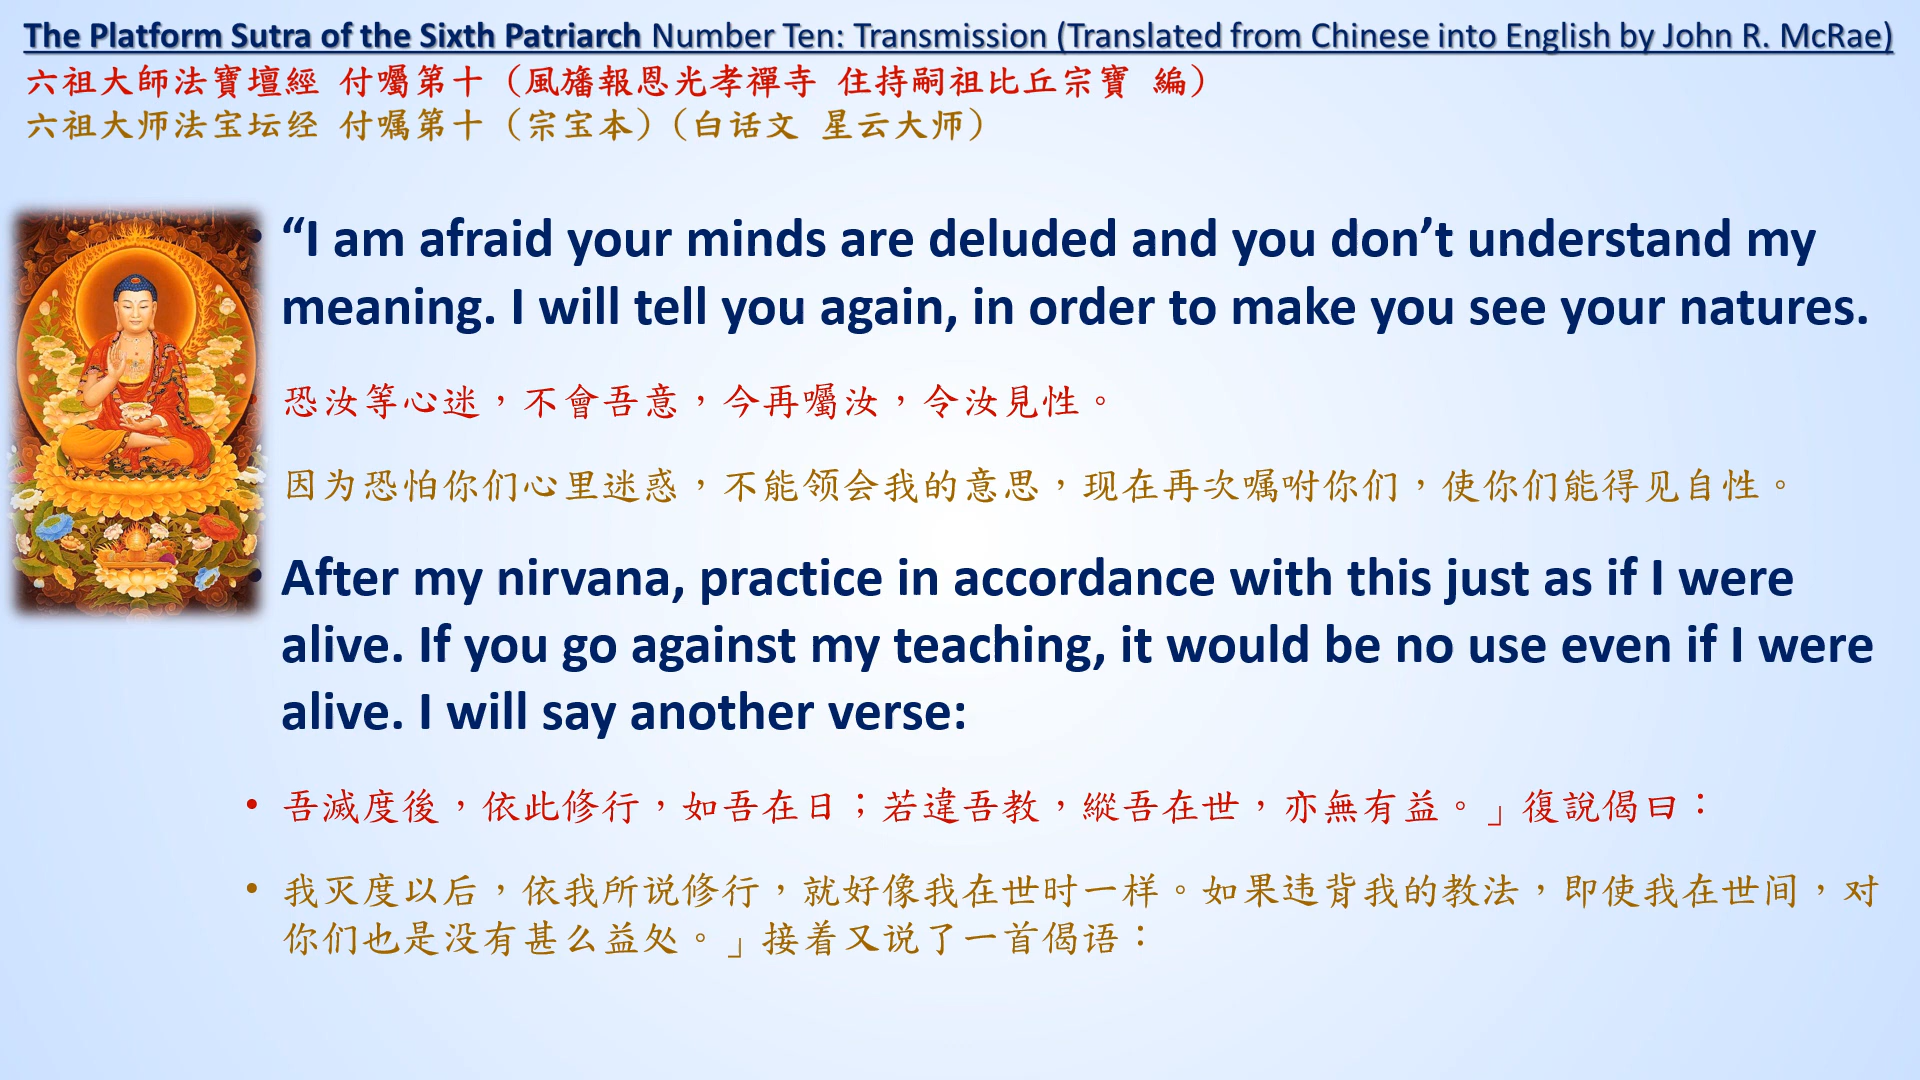 The Platform Sutra of the Sixth Patriarch Number Ten: Transmission (Translated from Chinese into English by John R. McRae)
六祖大師法寶壇經 付囑第十（風旛報恩光孝禪寺 住持嗣祖比丘宗寶 編）
六祖大师法宝坛经 付嘱第十（宗宝本）（白话文 星云大师）
• “I am afraid your minds are deluded and you don’t understand my
meaning. I will tell you again, in order to make you see your natures.
恐汝等心迷，不會吾意，今再囑汝，令汝見性。
因为恐怕你们心里迷惑，不能领会我的意思，现在再次嘱咐你们，使你们能得见自性。
• After my nirvana, practice in accordance with this just as if I were
alive. If you go against my teaching, it would be no use even if I were
alive. I will say another verse:
• 吾滅度後，依此修行，如吾在日；若違吾教，縱吾在世，亦無有益。」復說偈曰：
• 我灭度以后，依我所说修行，就好像我在世时一样。如果违背我的教法，即使我在世间，对
你们也是没有甚么益处。」接着又说了一首偈语：